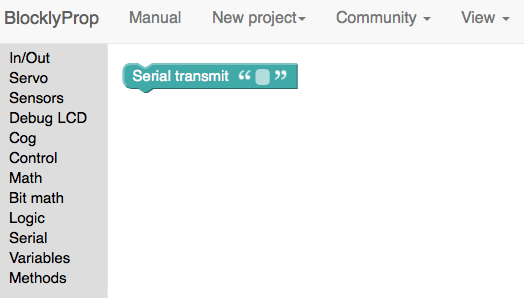 BlocklyProp Manual New project Community View
In/Out
Servo
Sensors
Debug LCD
Cog
Control
Math
Bit math
Logic
Serial
Variables
Methods
Serial transmit “ ”